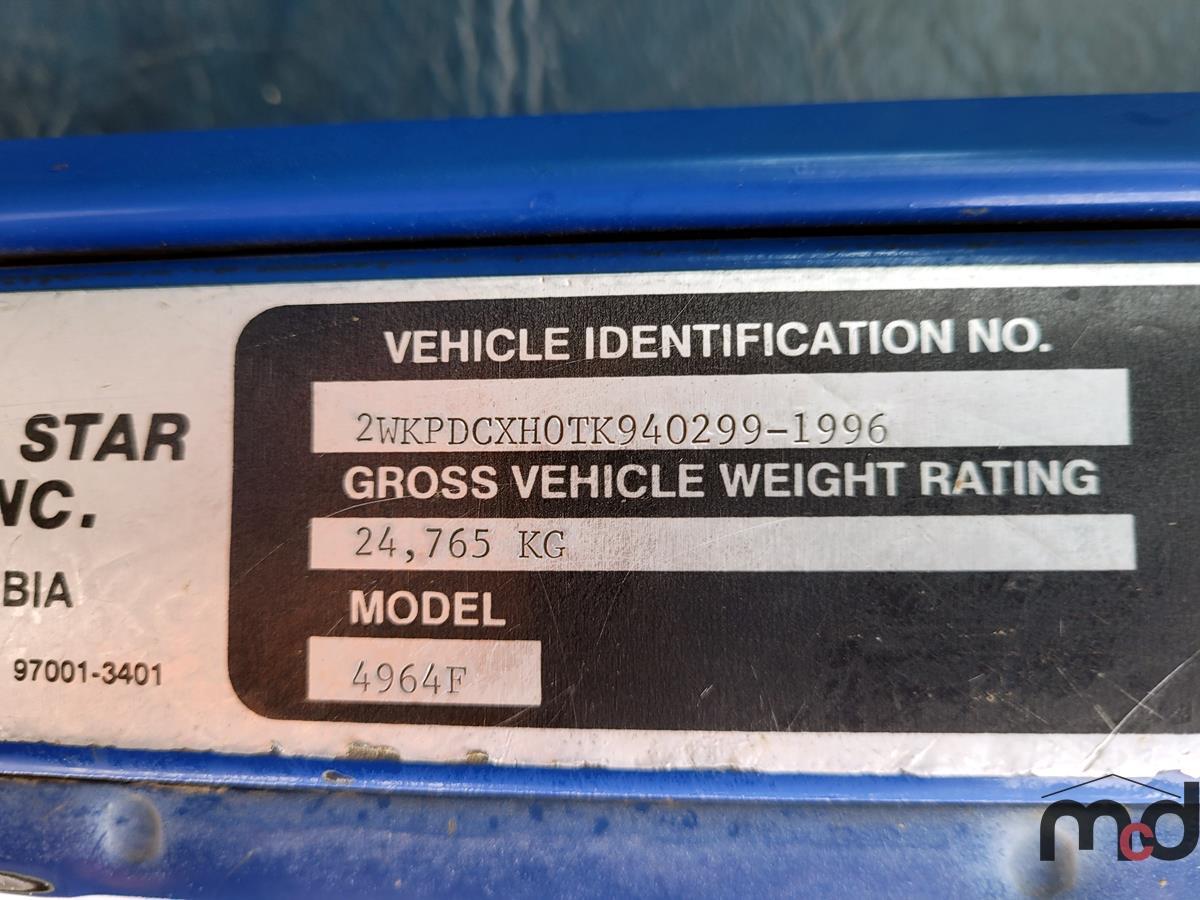 STAR
NC.
BIA
97001-3401
VEHICLE IDENTIFICATION NO.
2WKPDCXH0TK940299-1996
GROSS VEHICLE WEIGHT RATING
24,765 KG
MODEL
4964F
mcd